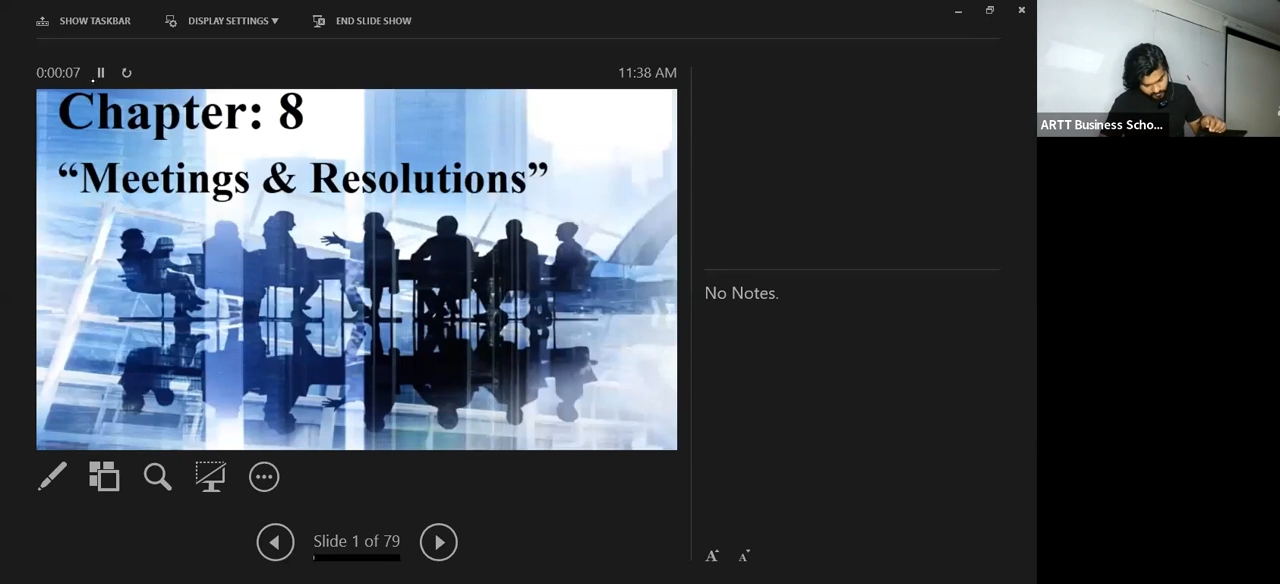 SHOW TASKBAR
DISPLAY SETTINGS ▼
END SLIDE SHOW
0:00:07
11:38 AM
Chapter: 8
“Meetings & Resolutions”
No Notes.
Slide 1 of 79
A A
ARTT Business Scho...